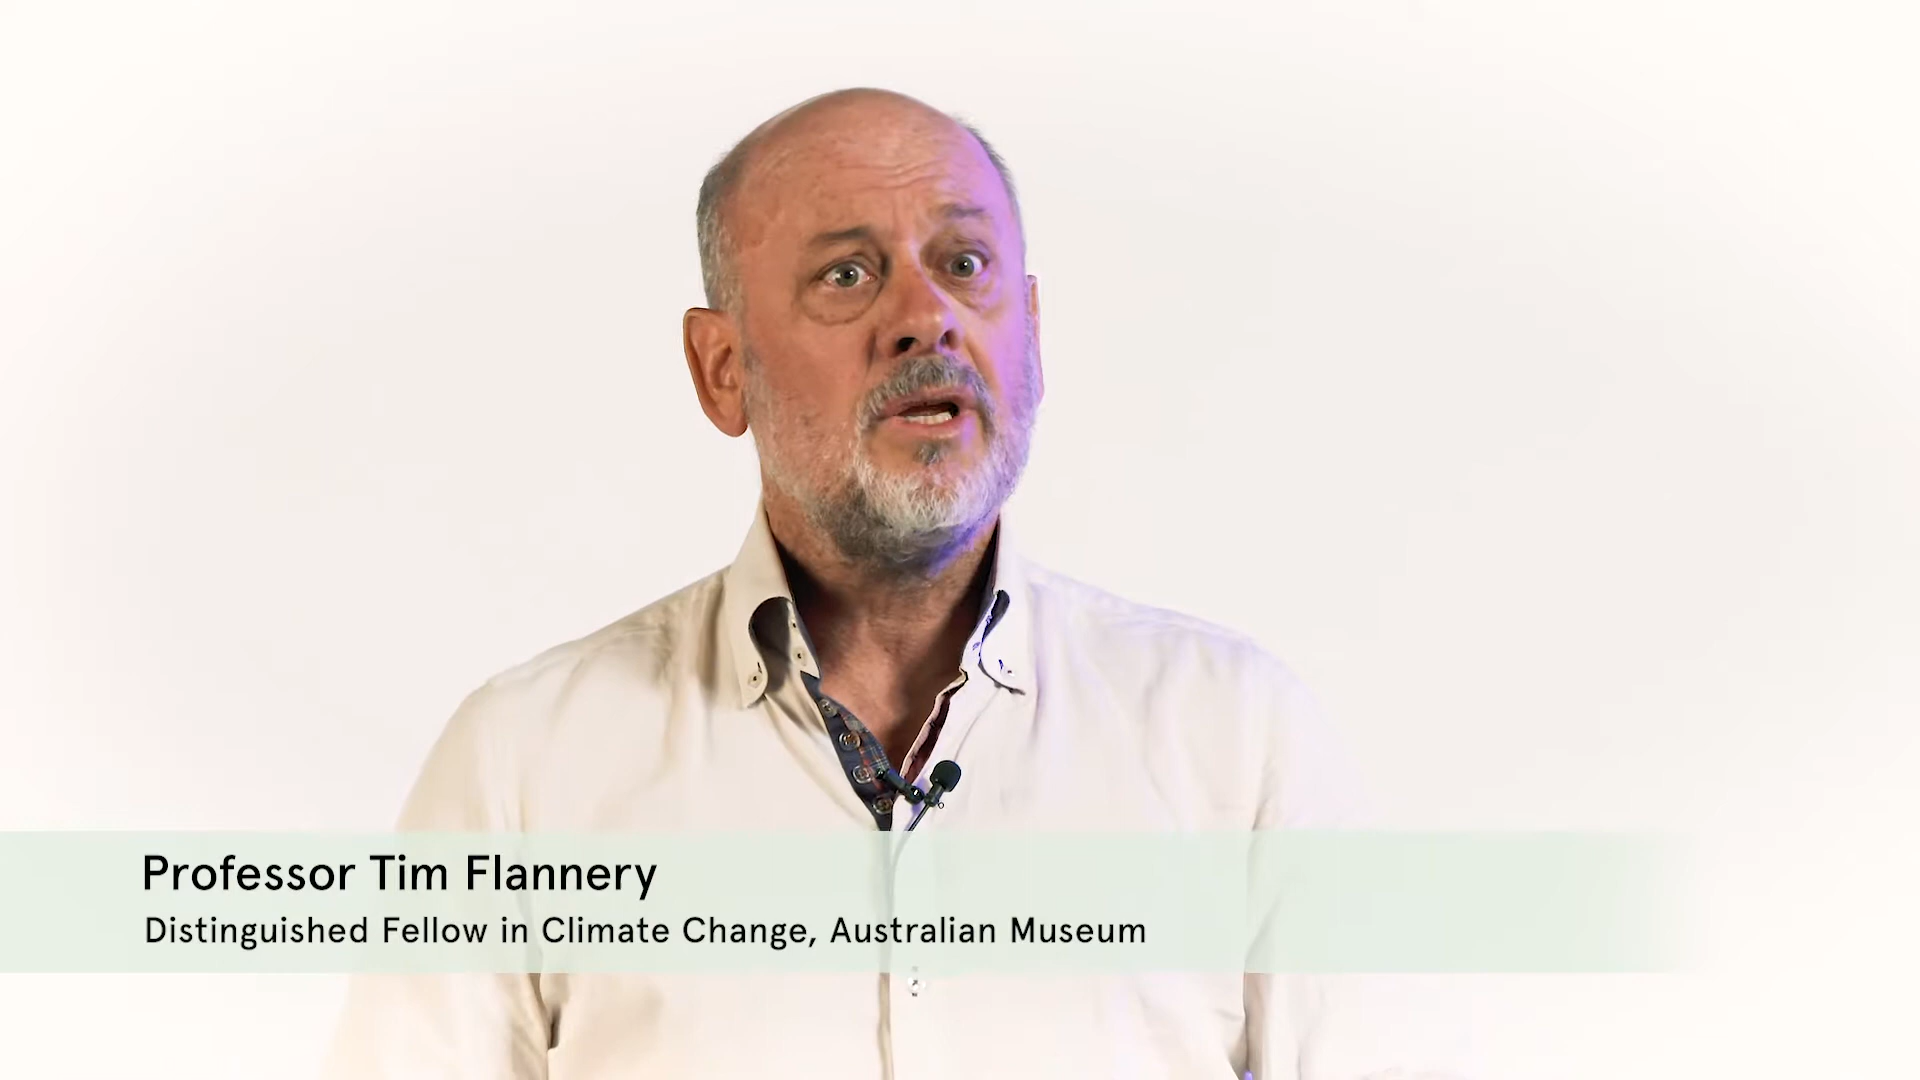 Professor Tim Flannery
Distinguished Fellow in Climate Change, Australian Museum